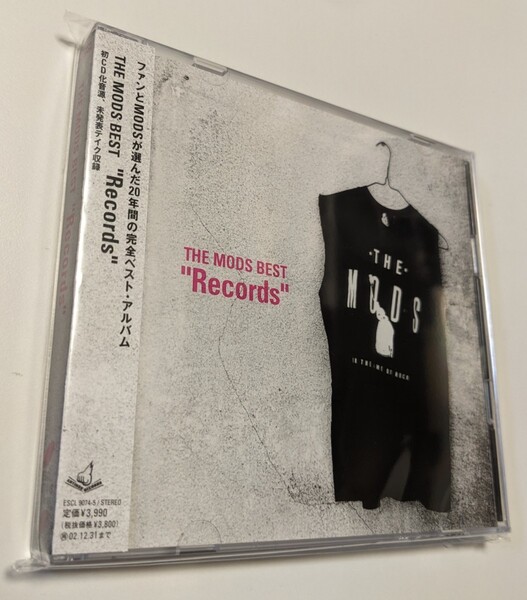 ファンとMODSが選んだ20年間の完全ベスト・アルバム
THE MODS BEST "Records"
初CD化音源、未発表テイク収録
ESCL 9074-5 / STEREO
定価¥3,990
(税抜価格¥3,800)
02.12.31まで
THE MODS BEST
"Records"
·THE·
MODS